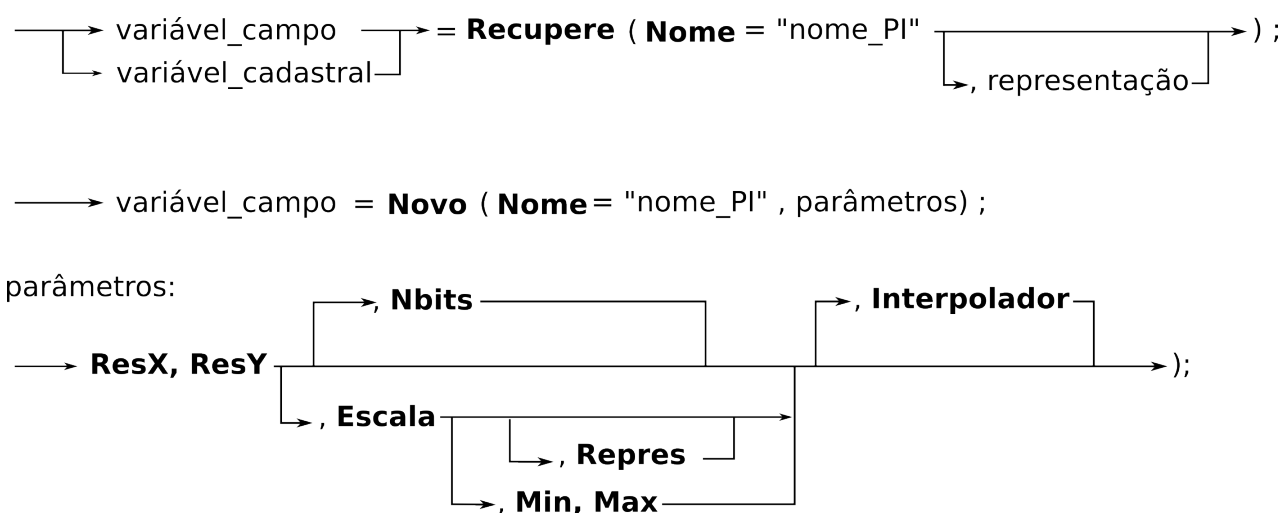 variável_campo = Recupere ( Nome = "nome_PI" ) ;
variável_cadastral , representação
variável_campo = Novo ( Nome = "nome_PI" , parâmetros) ;
parâmetros:
, Nbits , Interpolador
ResX, ResY );
, Escala
, Repres
, Min, Max